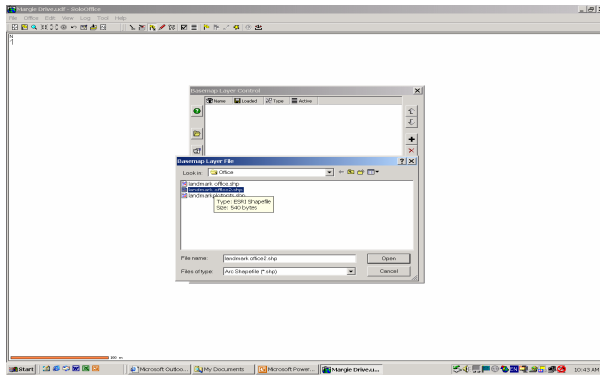 Margie Drive.udf - SoloOffice
File Office Edit View Log Tool Help
N
Basemap Layer Control
Name Loaded Type Active
Basemap Layer File
Look in: Office
landmark office.shp
landmark office2.shp
Type: ESRI Shapefile
Size: 540 bytes
File name: landmark office2.shp Open
Files of type: Arc Shapefile (*.shp) Cancel
100 m
Start Microsoft Outloo... My Documents Microsoft Power... Margie Drive.u... 10:43 AM